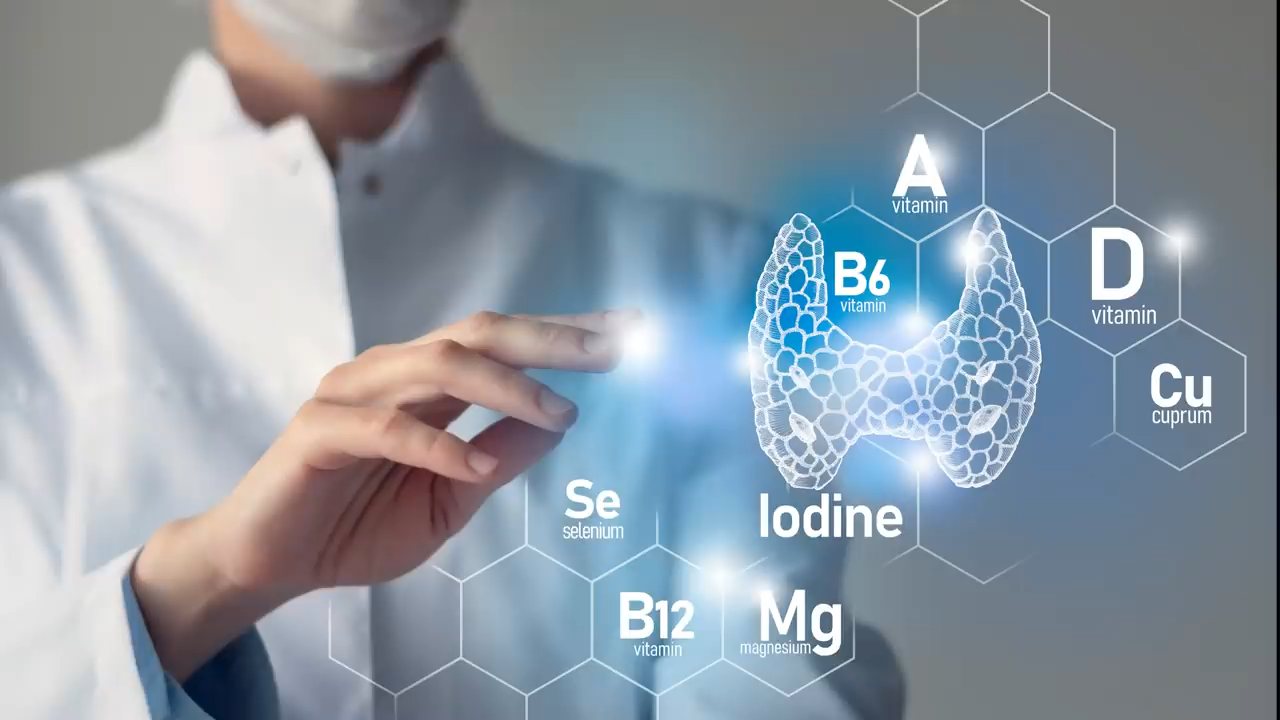 A
vitamin
B6
vitamin
D
vitamin
Cu
cuprum
Se
selenium
Iodine
B12
vitamin
Mg
magnesium